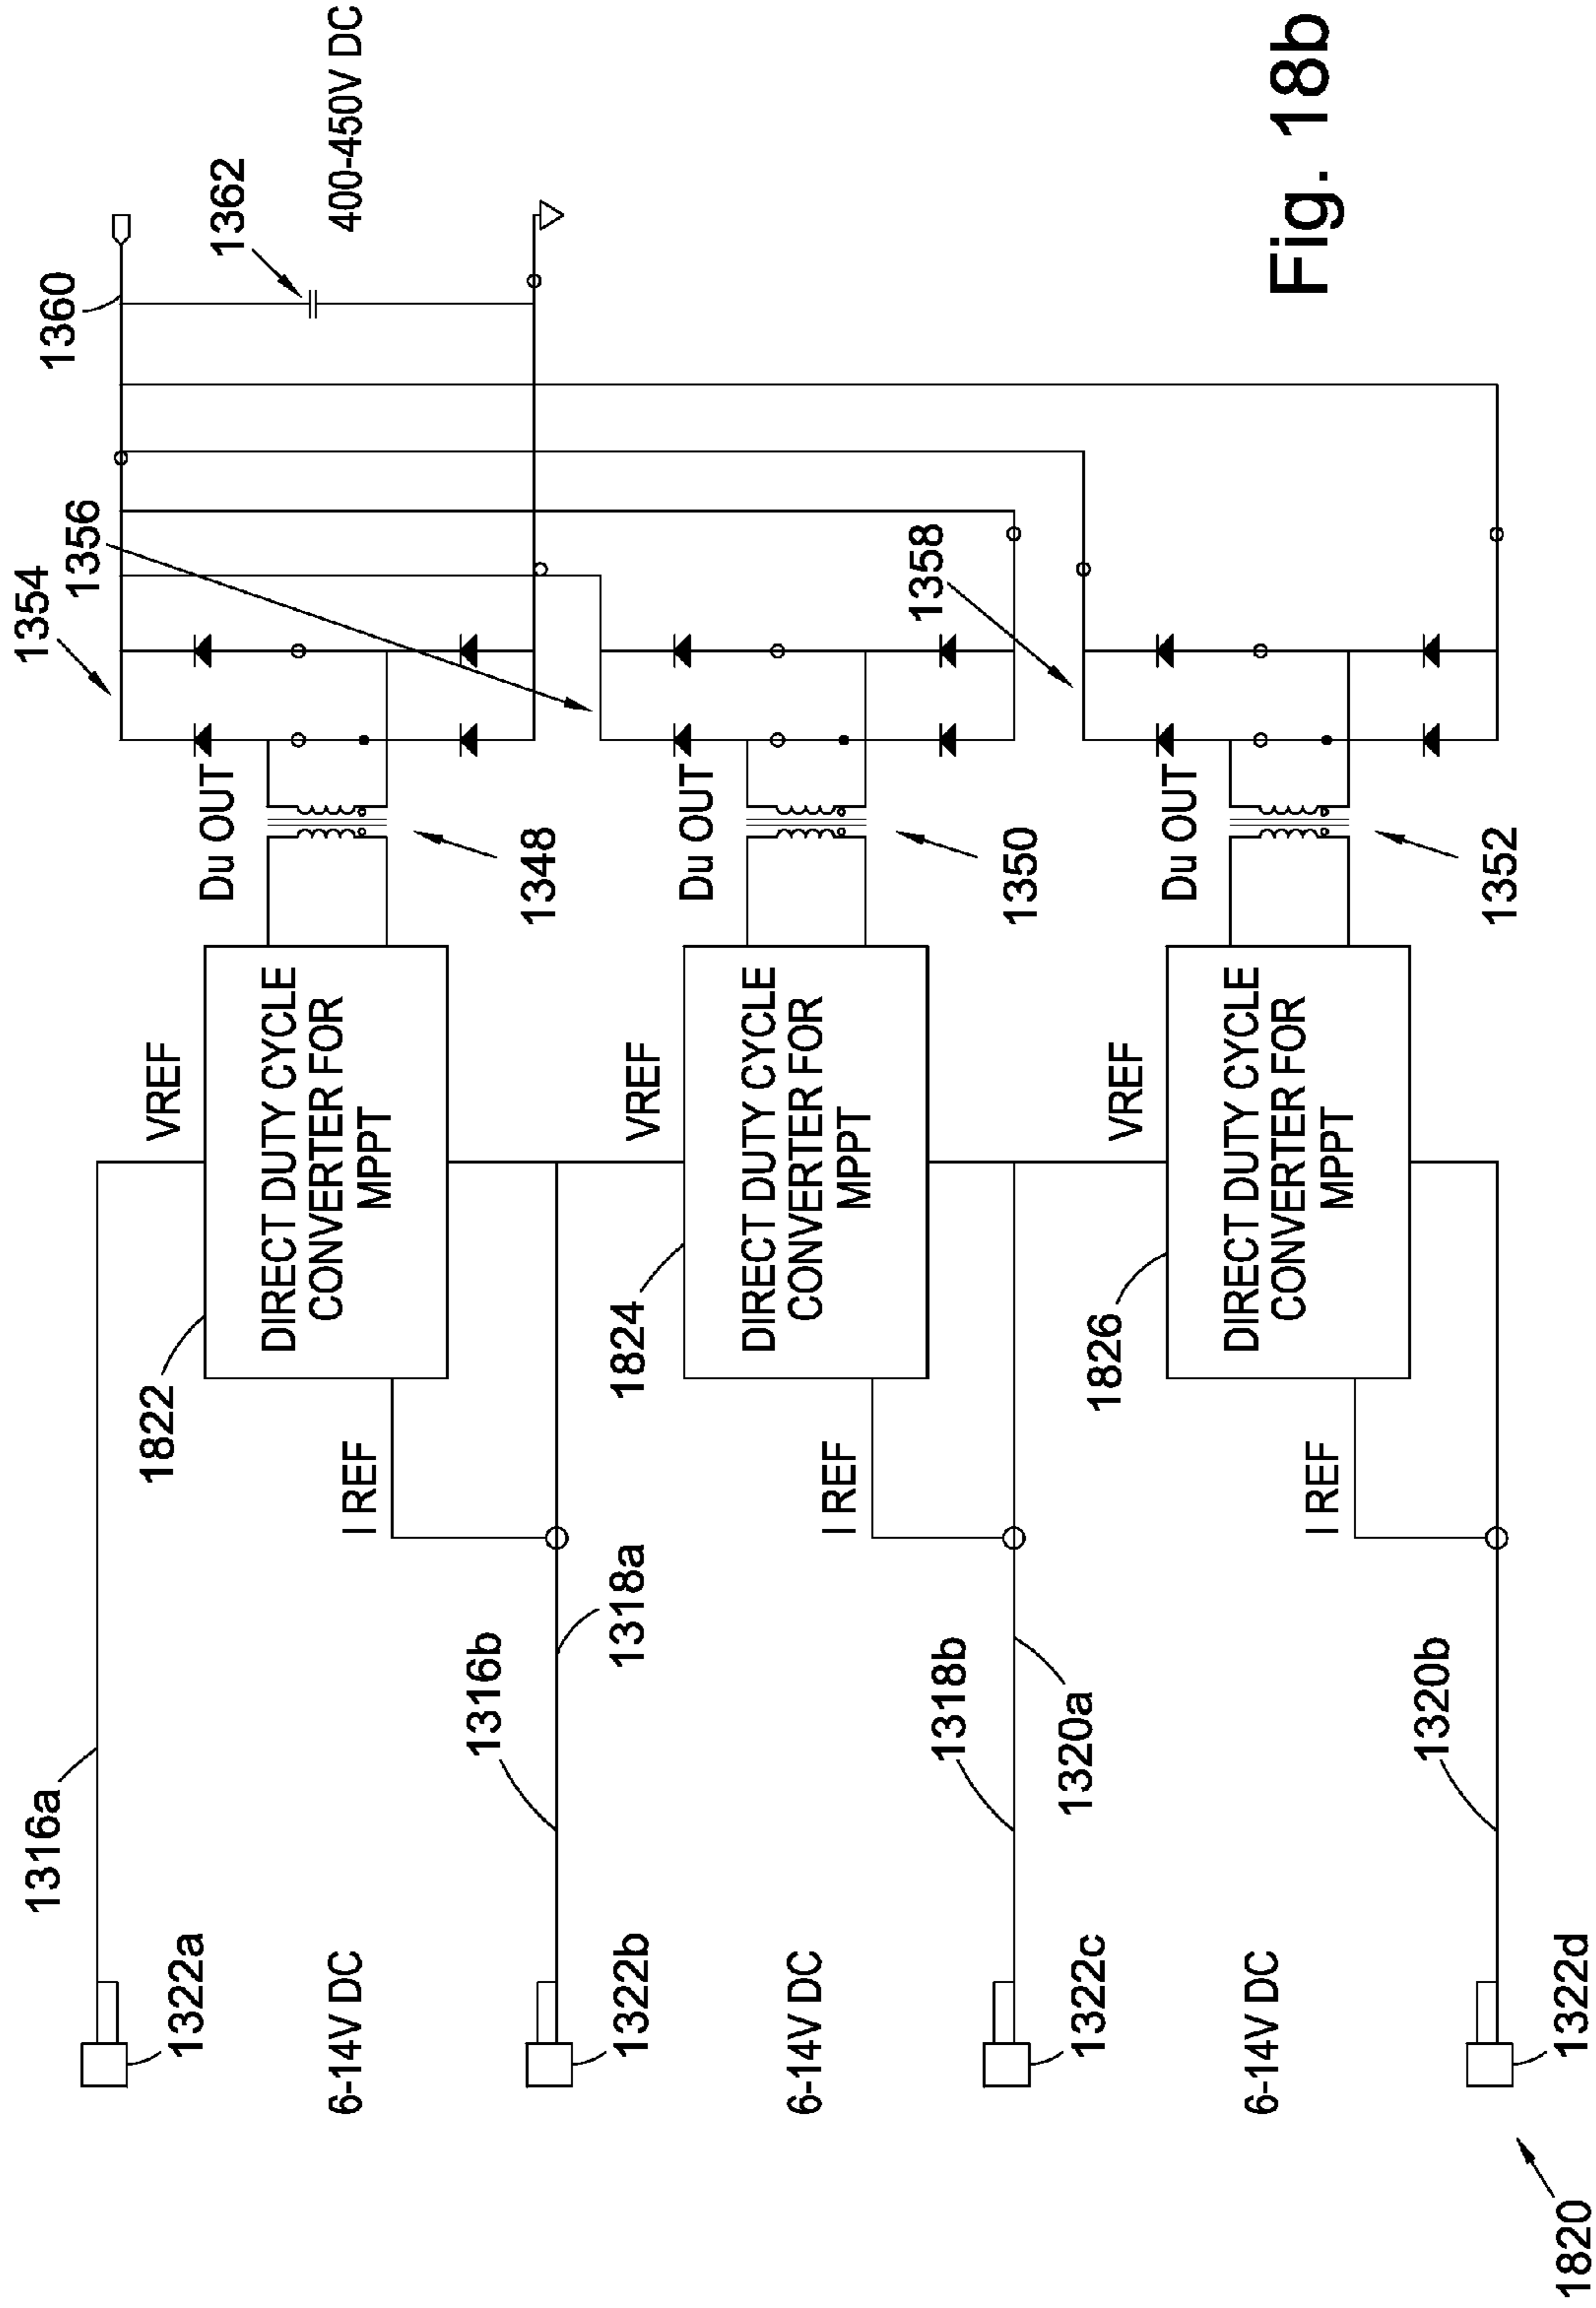 1316a
1322a
6-14V DC
1316b
1318a
1322b
6-14V DC
1318b
1320a
1322c
6-14V DC
1320b
1322d
1820
VREF
1822
DIRECT DUTY CYCLE
CONVERTER FOR
MPPT
I REF
VREF
1824
DIRECT DUTY CYCLE
CONVERTER FOR
MPPT
I REF
VREF
1826
DIRECT DUTY CYCLE
CONVERTER FOR
MPPT
I REF
Du OUT
1348
Du OUT
1350
Du OUT
1352
1354
1356
1358
1360
1362
400-450V DC
Fig. 18b